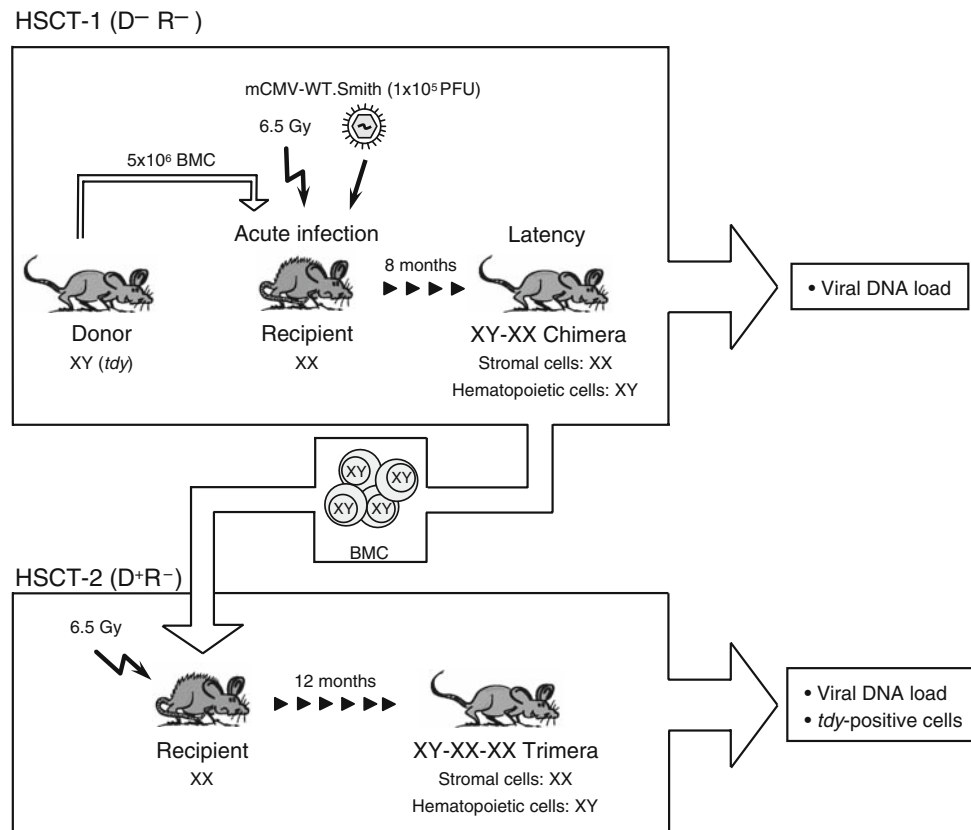 HSCT-1 (D– R–)
mCMV-WT.Smith (1x10⁵ PFU)
6.5 Gy
5x10⁶ BMC
Acute infection
Latency
8 months
Donor
XY (tdy)
Recipient
XX
XY-XX Chimera
Stromal cells: XX
Hematopoietic cells: XY
• Viral DNA load
XY
XY
XY
XY
BMC
HSCT-2 (D⁺R⁻)
6.5 Gy
12 months
Recipient
XX
XY-XX-XX Trimera
Stromal cells: XX
Hematopoietic cells: XY
• Viral DNA load
• tdy-positive cells